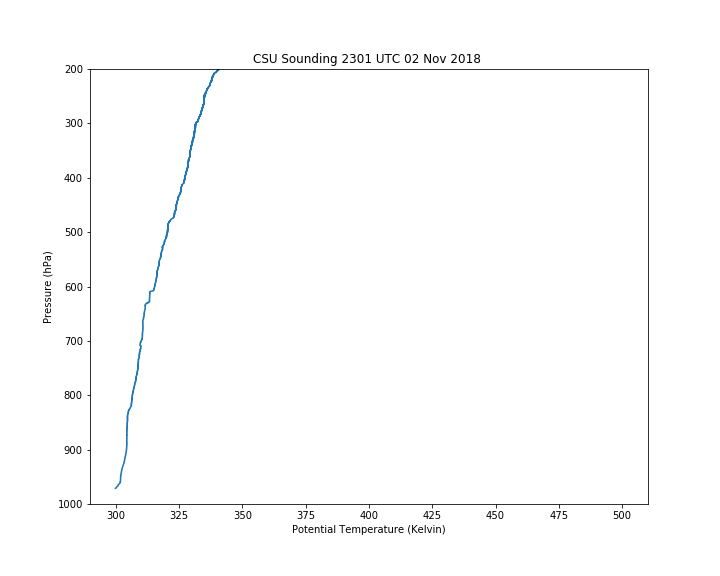 CSU Sounding 2301 UTC 02 Nov 2018
200
300
400
500
600
700
800
900
1000
Pressure (hPa)
300 325 350 375 400 425 450 475 500
Potential Temperature (Kelvin)